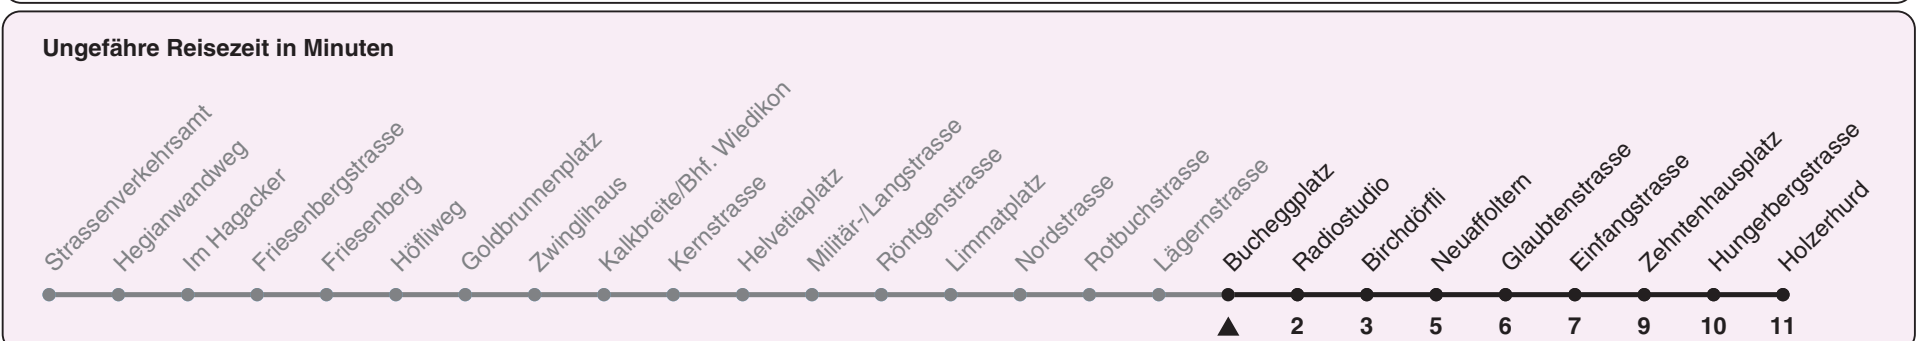 Ungefähre Reisezeit in Minuten
Strassenverkehrsamt
Hegianwandweg
Im Hagacker
Friesenbergstrasse
Friesenberg
Höfliweg
Goldbrunnenplatz
Zwinglihaus
Kalkbreite/Bhf. Wiedikon
Kernstrasse
Helvetiaplatz
Militär-/Langstrasse
Röntgenstrasse
Limmatplatz
Nordstrasse
Rotbuchstrasse
Lägernstrasse
Bucheggplatz
Radiostudio
Birchdörfli
Neuaffoltern
Glaubtenstrasse
Einfangstrasse
Zehntenhausplatz
Hungerbergstrasse
Holzerhurd
2 3 5 6 7 9 10 11